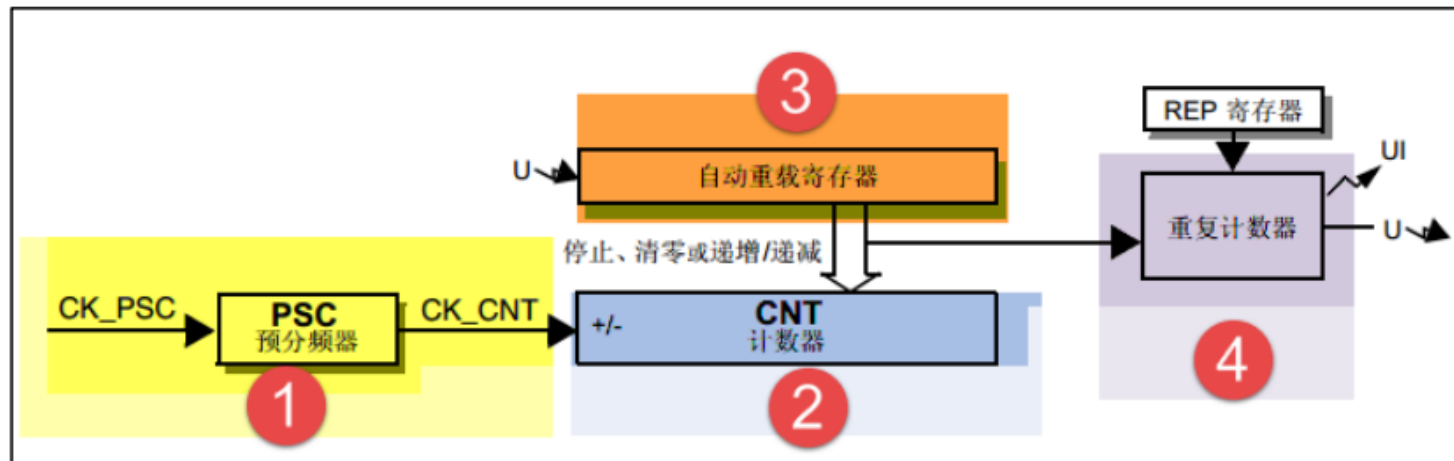 3
REP 寄存器
U
自动重载寄存器
UI
重复计数器
U
停止、清零或递增/递减
CK_PSC
PSC
预分频器
CK_CNT
+/-
CNT
计数器
4
1
2